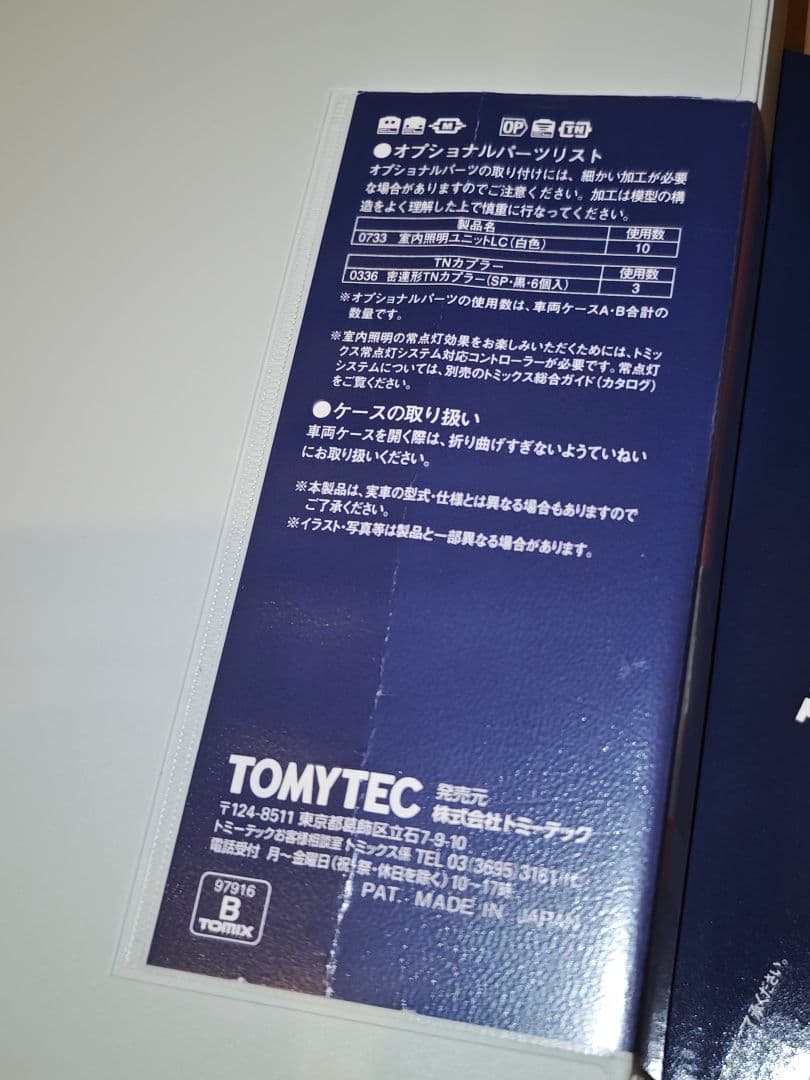 M OP TN
●オプショナルパーツリスト
オプショナルパーツの取り付けには、細かい加工が必要
な場合がありますのでご注意ください。加工は模型の構
造をよく理解した上で慎重に行なってください。
製品名 使用数
0733 室内照明ユニットLC(白色) 10
TNカプラー 使用数
0336 密連形TNカプラー(SP・黒・6個入) 3
※オプショナルパーツの使用数は、車両ケースA・B合計の
数量です。
※室内照明の常点灯効果をお楽しみいただくためには、トミッ
クス常点灯システム対応コントローラーが必要です。常点灯
システムについては、別売のトミックス総合ガイド(カタログ)
をご覧ください。
●ケースの取り扱い
車両ケースを開く際は、折り曲げすぎないようていねい
にお取り扱いください。
※本製品は、実車の型式・仕様とは異なる場合もありますので
ご了承ください。
※イラスト・写真等は製品と一部異なる場合があります。
TOMYTEC 発売元
株式会社トミーテック
〒124-8511 東京都葛飾区立石7-9-10
トミーテックお客様相談室トミックス係 TEL 03(3695)3161 代
電話受付 月〜金曜日(祝・祭・休日を除く)10〜17時
PAT. MADE IN JAPAN
97916
B
TOMIX
了承ください。